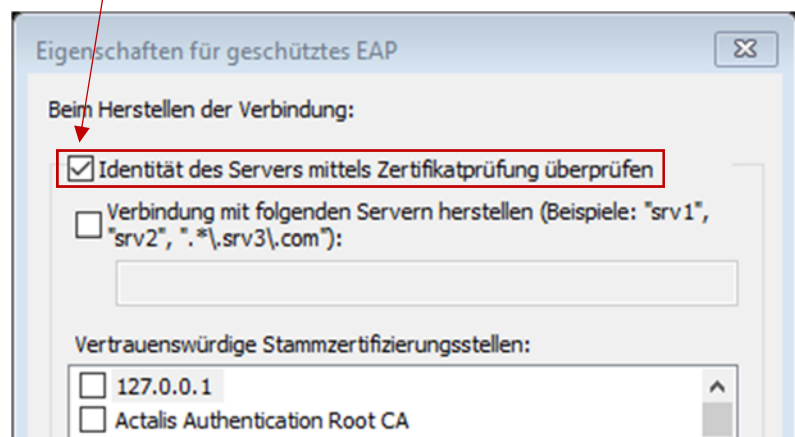 Eigenschaften für geschütztes EAP
Beim Herstellen der Verbindung:
Identität des Servers mittels Zertifikatprüfung überprüfen
Verbindung mit folgenden Servern herstellen (Beispiele: "srv1",
"srv2", ".*\.srv3\.com"):
Vertrauenswürdige Stammzertifizierungsstellen:
127.0.0.1
Actalis Authentication Root CA